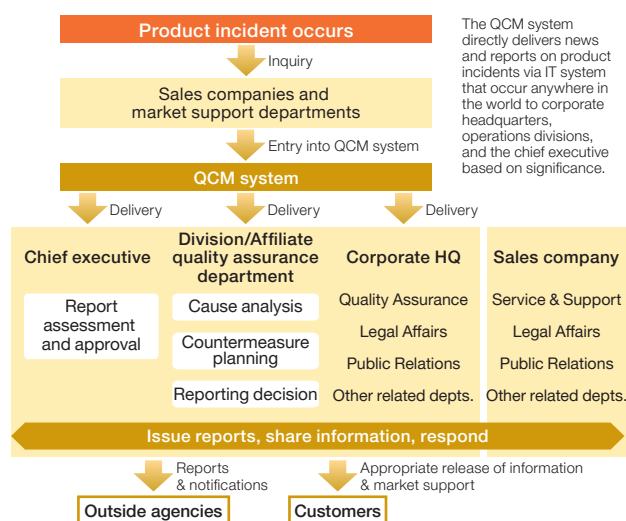 Product incident occurs
Inquiry
Sales companies and
market support departments
Entry into QCM system
QCM system
The QCM system
directly delivers news
and reports on product
incidents via IT system
that occur anywhere in
the world to corporate
headquarters,
operations divisions,
and the chief executive
based on significance.
Delivery
Delivery
Delivery
Chief executive
Report
assessment
and approval
Division/Affiliate
quality assurance
department
Cause analysis
Countermeasure
planning
Reporting decision
Corporate HQ
Quality Assurance
Legal Affairs
Public Relations
Other related depts.
Sales company
Service & Support
Legal Affairs
Public Relations
Other related depts.
Issue reports, share information, respond
Reports
& notifications
Appropriate release of information
& market support
Outside agencies
Customers